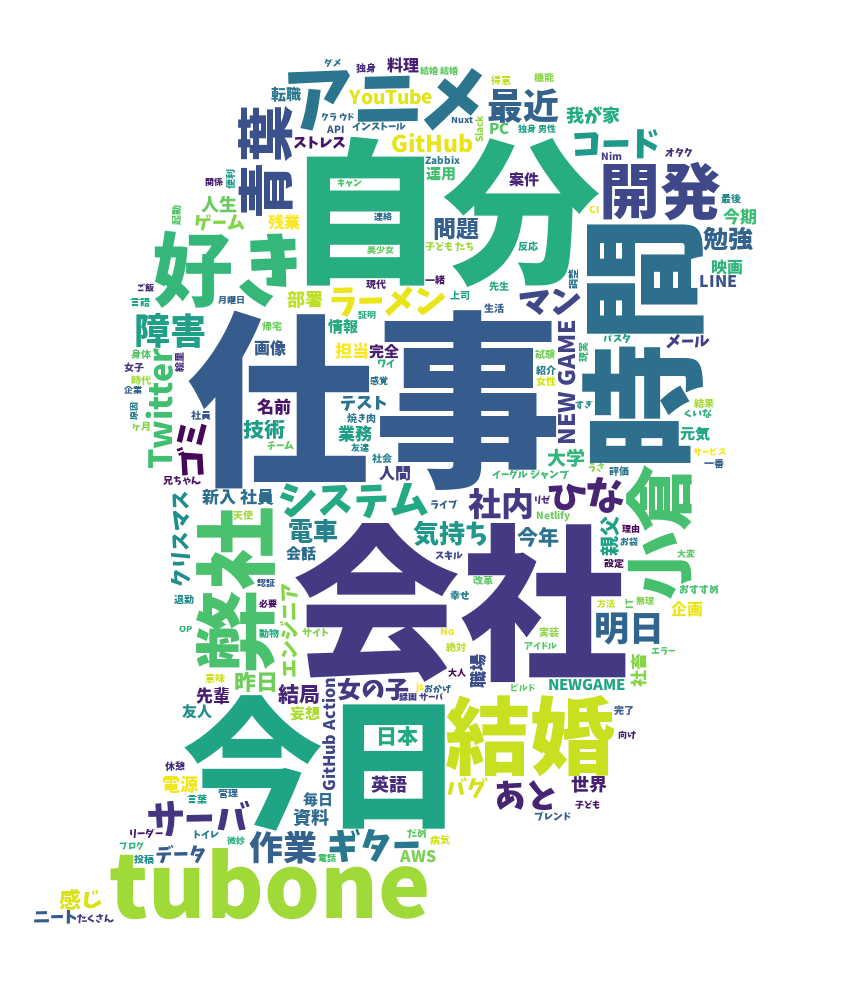 ダメ
独身
料理
結婚 結婚
得意
機能
アニメ
転職
YouTube
最近
我が家
クラウド
Nuxt
Slack
PC
独身 男性
API
インストール
青葉
ストレス
GitHub
コード
オタク
Zabbix
Nim
自分
運用
案件
開発
関係
便利
キャン
最後
人生
連絡
CI
今期
起動
ゲーム
残業
問題
勉強
好き
美少女
子ども たち
反応
時間
映画
ご飯
現代
一緒
先生
LINE
言語
月曜日
部署
ラーメン
上司
生活
マン
障害
帰宅
情報
証明
NEW GAME
パスタ
メール
身体
絵里
画像
担当
完全
試験
現実
女子
ワイ
紹介
時代
感覚
女性
企業
仕事
結果
Twitter
名前
テスト
すぎ
くいな
社員
焼き肉
ヶ月
技術
業務
元気
ゴミ
チーム
友達
サービス
社会
大学
一番
人間
イーグル ジャンプ
うさ
評価
兄ちゃん
新入 社員
システム
ライブ
社内
リゼ
ひな
小倉
クリスマス
天使
Netlify
弊社
電車
気持ち
今年
親父
理由
お袋
会話
スキル
大変
設定
認証
改革
おすすめ
退勤
エンジニア
会社
幸せ
必要
方法
IT
無理
企画
OP
動物
サイト
No
実装
明日
絶対
アイドル
エラー
意味
昨日
大人
職場
社畜
先輩
結局
女の子
js
おかげ
ビルド
NEWGAME
録画
サーバ
友人
妄想
GitHub Action
今日
結婚
完了
日本
向け
休憩
電源
英語
バグ
あと
世界
言葉
管理
毎日
子ども
サーバ
資料
ブレンド
リーダー
トイレ
微妙
作業
ギター
だめ
病気
ブログ
投稿
データ
電話
AWS
tubone
感じ
ニート
たくさん